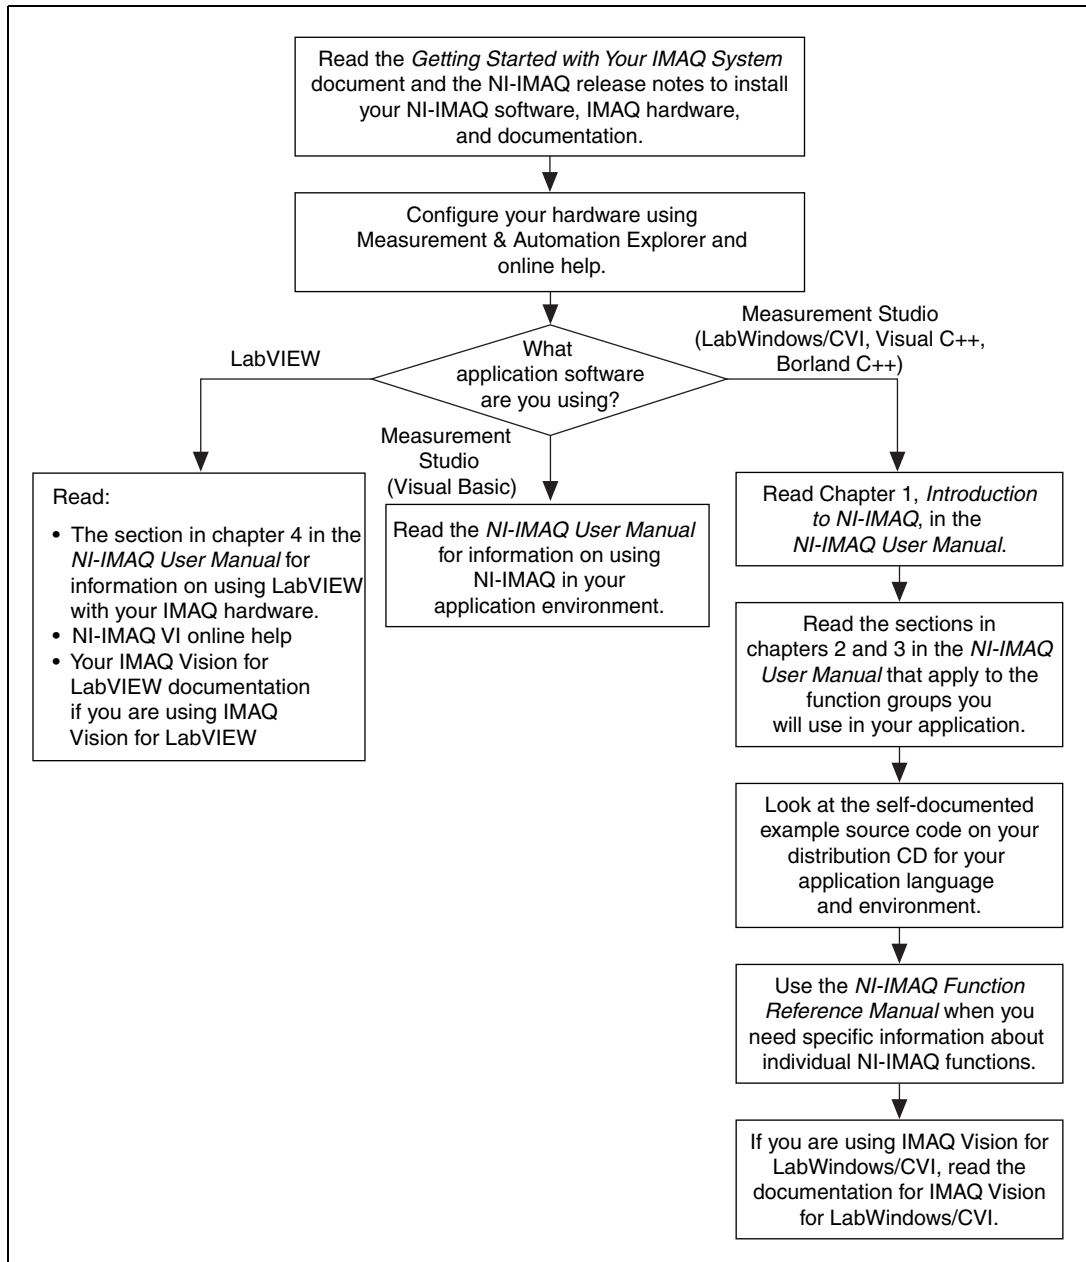 Read the Getting Started with Your IMAQ System
document and the NI-IMAQ release notes to install
your NI-IMAQ software, IMAQ hardware,
and documentation.
Configure your hardware using
Measurement & Automation Explorer and
online help.
What
application software
are you using?
LabVIEW
Read:
• The section in chapter 4 in the
NI-IMAQ User Manual for
information on using LabVIEW
with your IMAQ hardware.
• NI-IMAQ VI online help
• Your IMAQ Vision for
LabVIEW documentation
if you are using IMAQ
Vision for LabVIEW
Measurement
Studio
(Visual Basic)
Read the NI-IMAQ User Manual
for information on using
NI-IMAQ in your
application environment.
Measurement Studio
(LabWindows/CVI, Visual C++,
Borland C++)
Read Chapter 1, Introduction
to NI-IMAQ, in the
NI-IMAQ User Manual.
Read the sections in
chapters 2 and 3 in the NI-IMAQ
User Manual that apply to the
function groups you
will use in your application.
Look at the self-documented
example source code on your
distribution CD for your
application language
and environment.
Use the NI-IMAQ Function
Reference Manual when you
need specific information about
individual NI-IMAQ functions.
If you are using IMAQ Vision for
LabWindows/CVI, read the
documentation for IMAQ Vision
for LabWindows/CVI.